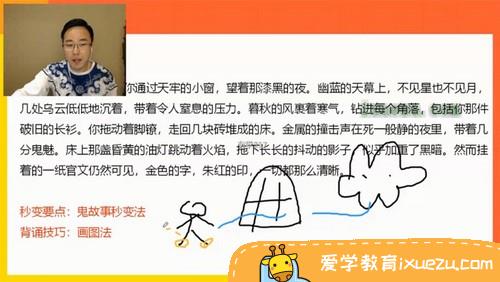 你通过天牢的小窗，望着那漆黑的夜。幽蓝的天幕上，不见星也不见月，
几处乌云低低地沉着，带着令人窒息的压力。暮秋的风裹着寒气，钻进每个角落，包括你那件
破旧的长衫。你拖动着脚镣，走回几块砖堆成的床。金属的撞击声在死一般静的夜里，带着几
分鬼魅。床上那盏昏黄的油灯跳动着火焰，拖下长长的抖动的影子，似乎加重了黑暗。然而挂
着的一纸官文仍然可见，金色的字，朱红的印，一切都那么清晰。
秒变要点：鬼故事秒变法
背诵技巧：画图法
爱学教育ixuezu.com